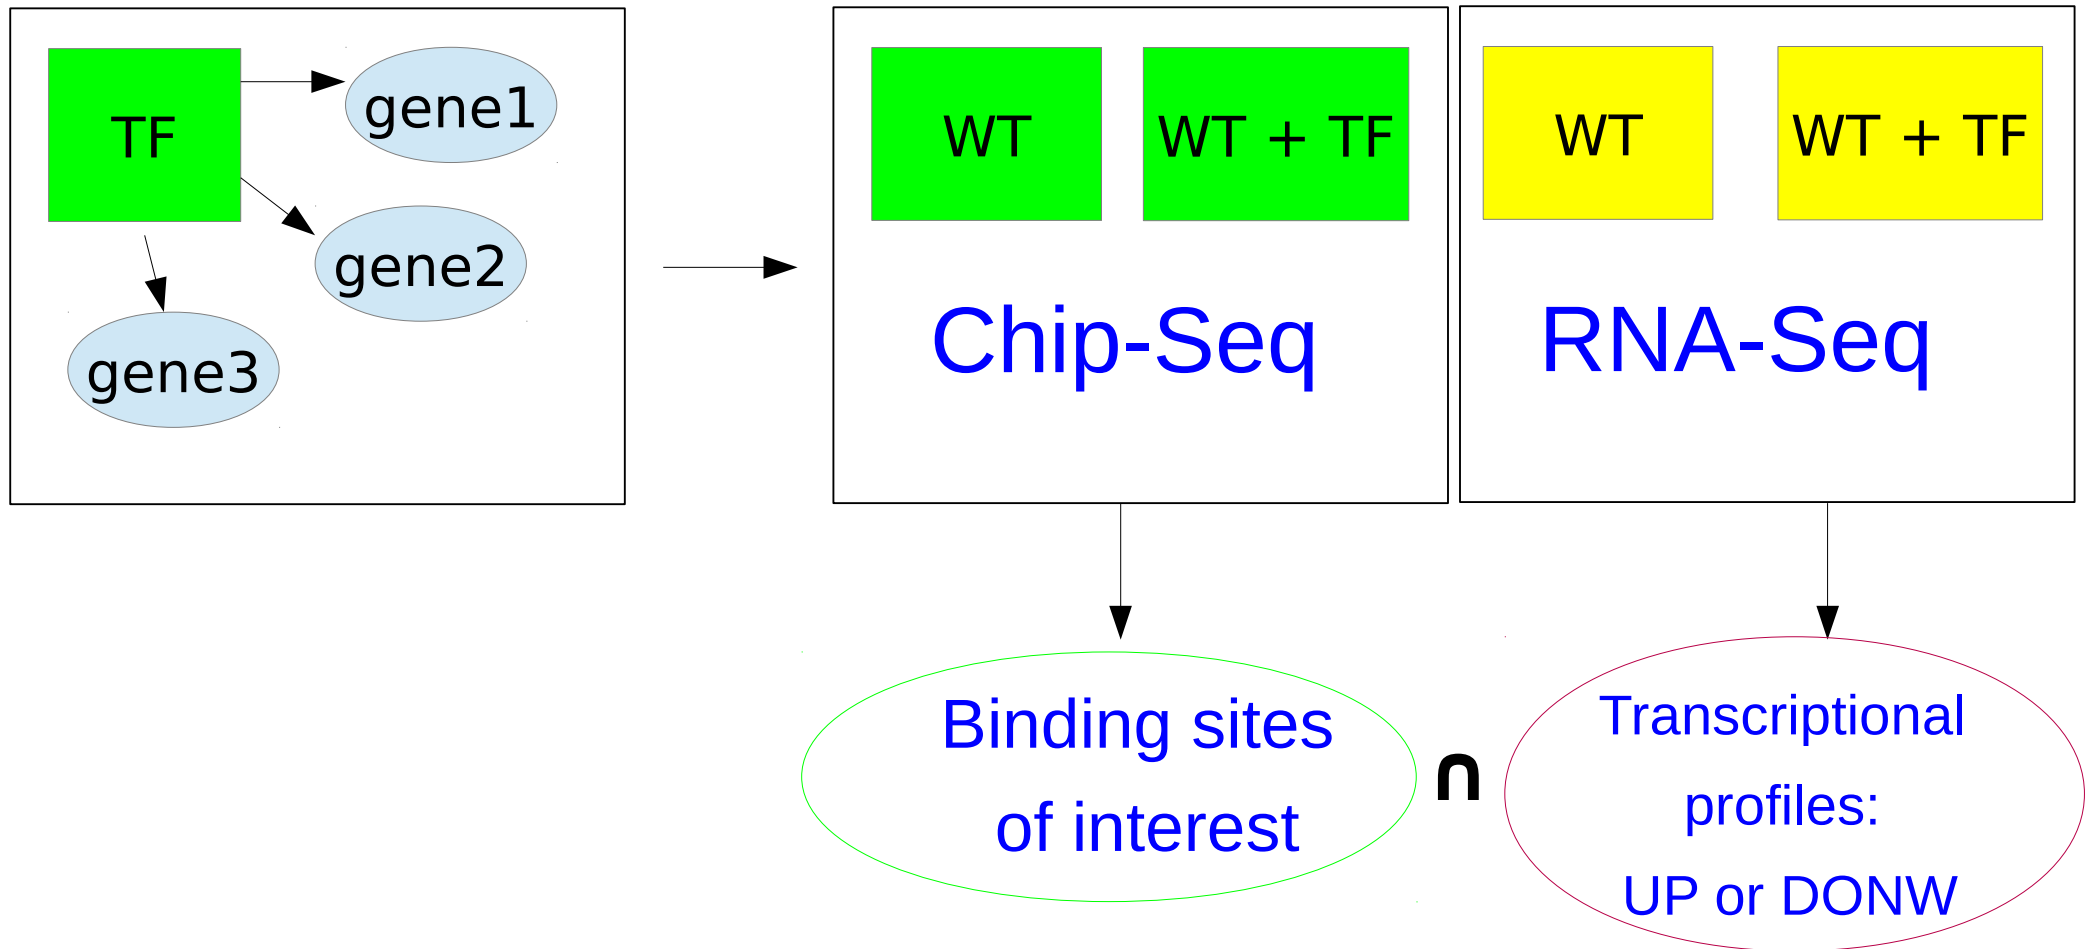 TF
gene1
gene2
gene3
WT
WT + TF
Chip-Seq
WT
WT + TF
RNA-Seq
Binding sites
of interest
∩
Transcriptional
profiles:
UP or DONW